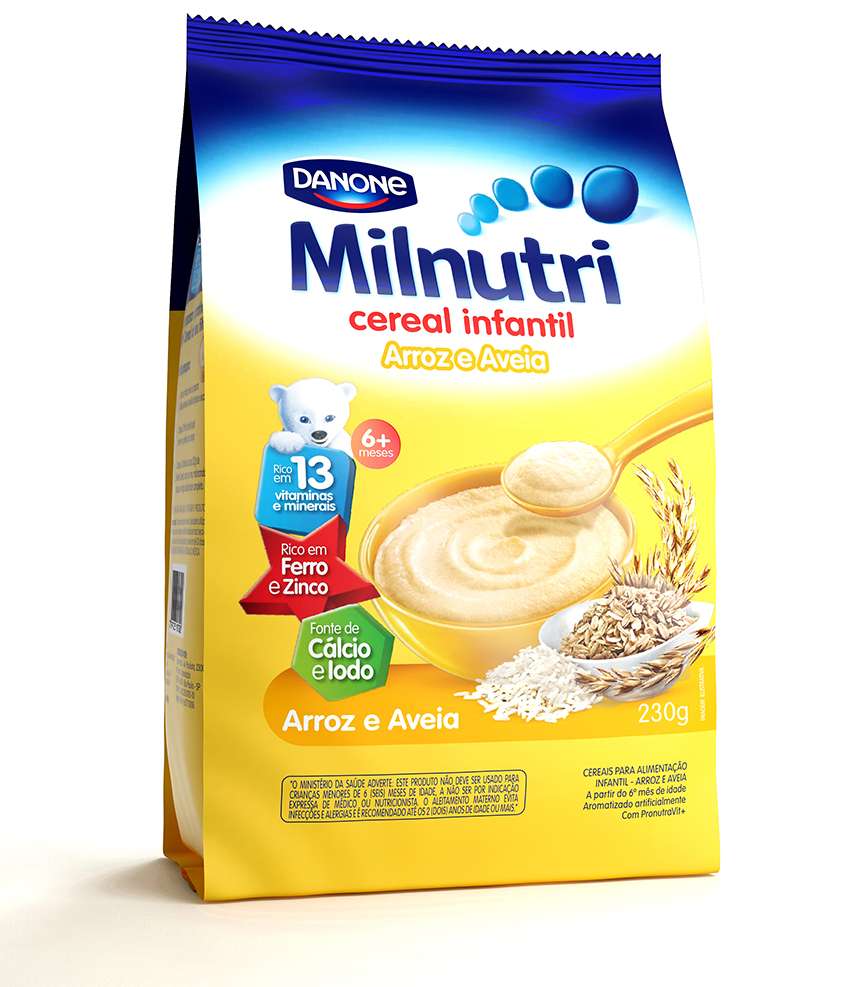 DANONE
Milnutri
cereal infantil
Arroz e Aveia
6+
meses
Rico
em 13
vitaminas
e minerais
Rico em
Ferro
e Zinco
Fonte de
Cálcio
e Iodo
Arroz e Aveia
230g
IMAGEM ILUSTRATIVA
"O MINISTÉRIO DA SAÚDE ADVERTE: ESTE PRODUTO NÃO DEVE SER USADO PARA
CRIANÇAS MENORES DE 6 (SEIS) MESES DE IDADE, A NÃO SER POR INDICAÇÃO
EXPRESSA DE MÉDICO OU NUTRICIONISTA. O ALEITAMENTO MATERNO EVITA
INFECÇÕES E ALERGIAS E É RECOMENDADO ATÉ OS 2 (DOIS) ANOS DE IDADE OU MAIS."
CEREAIS PARA ALIMENTAÇÃO
INFANTIL - ARROZ E AVEIA
A partir do 6º mês de idade
Aromatizado artificialmente
Com PronutraVit+